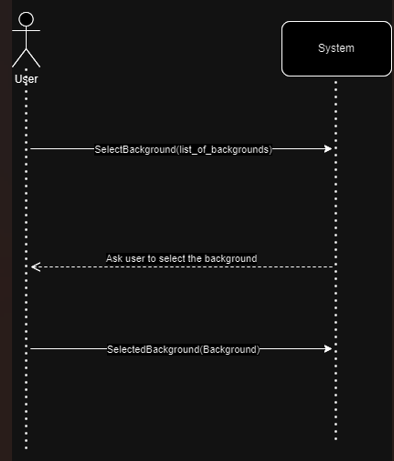 User
System
SelectBackground(list_of_backgrounds)
Ask user to select the background
SelectedBackground(Background)